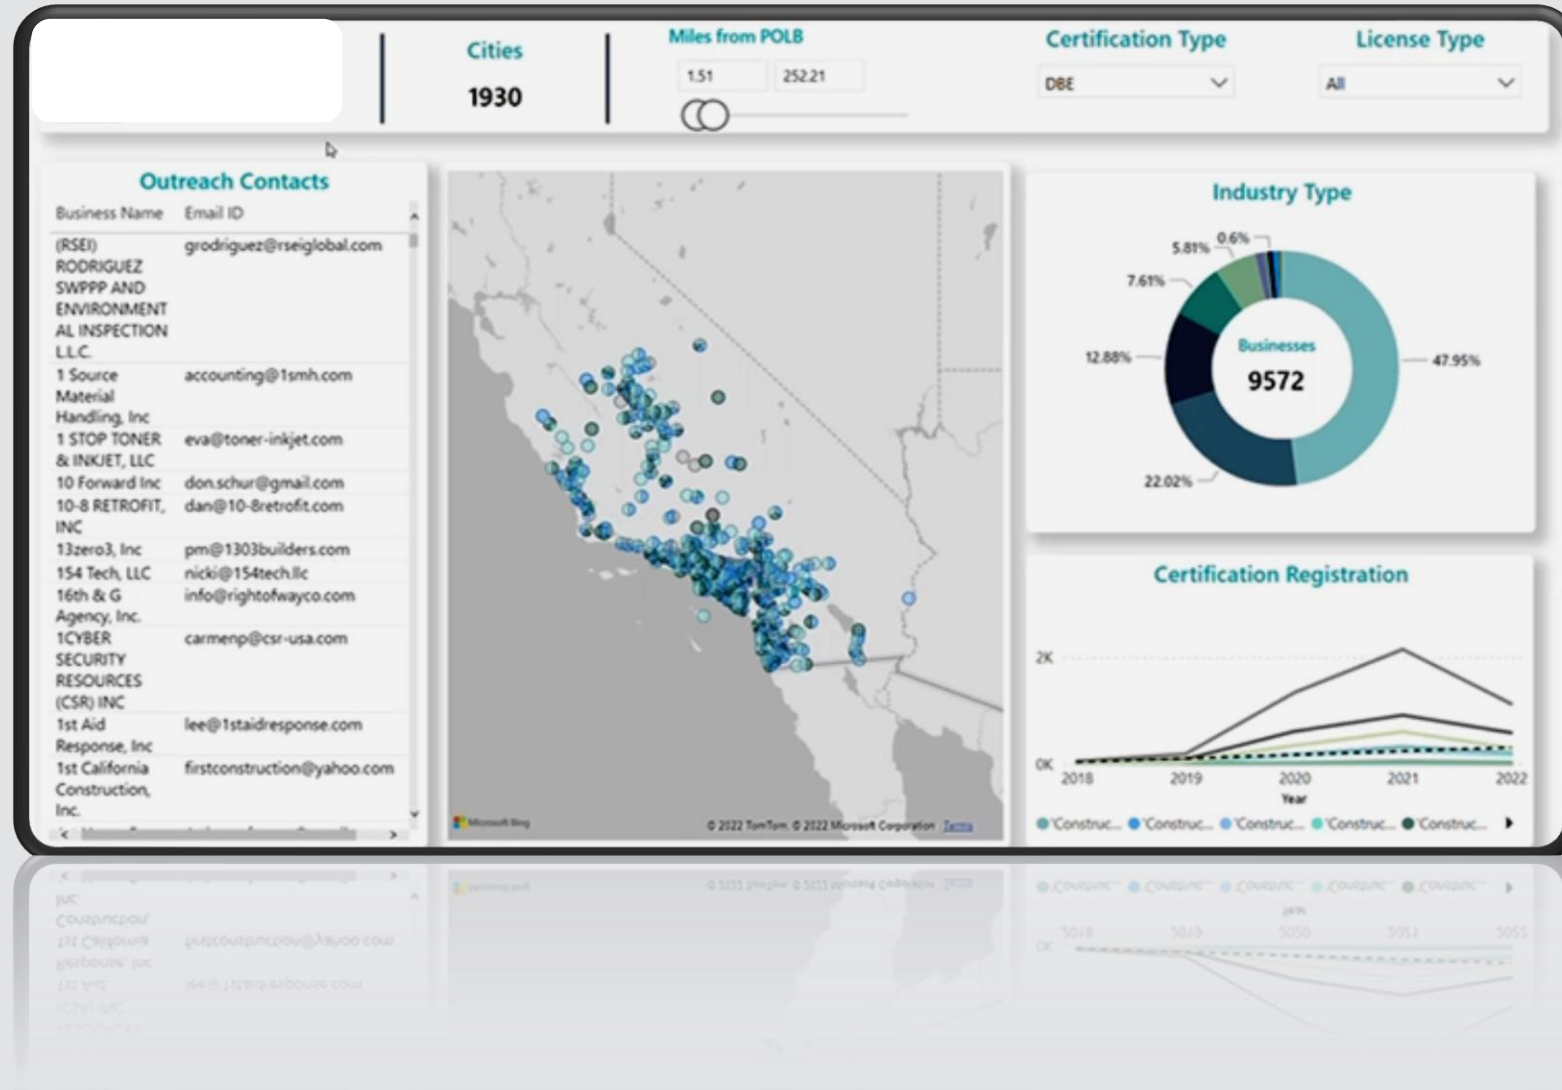 Cities
1930
Miles from POLB
1.51 252.21
Certification Type
DBE
License Type
All
Outreach Contacts
Business Name Email ID
(RSEI) grodriguez@rseiglobal.com
RODRIGUEZ
SWPPP AND
ENVIRONMENT
AL INSPECTION
L.L.C.
1 Source accounting@1smh.com
Material
Handling, Inc
1 STOP TONER eva@toner-inkjet.com
& INKJET, LLC
10 Forward Inc don.schur@gmail.com
10-8 RETROFIT, dan@10-8retrofit.com
INC
13zero3, Inc pm@1303builders.com
154 Tech, LLC nicki@154tech.llc
16th & G info@rightofwayco.com
Agency, Inc.
1CYBER carmenp@csr-usa.com
SECURITY
RESOURCES
(CSR) INC
1st Aid lee@1staidresponse.com
Response, Inc
1st California firstconstruction@yahoo.com
Construction,
Inc.
Microsoft Bing
© 2022 TomTom, © 2022 Microsoft Corporation Terms
Industry Type
0.6%
5.81%
7.61%
12.88%
22.02%
47.95%
Businesses
9572
Certification Registration
2K
0K
2018 2019 2020 2021 2022
Year
'Construc... 'Construc... 'Construc... 'Construc... 'Construc...